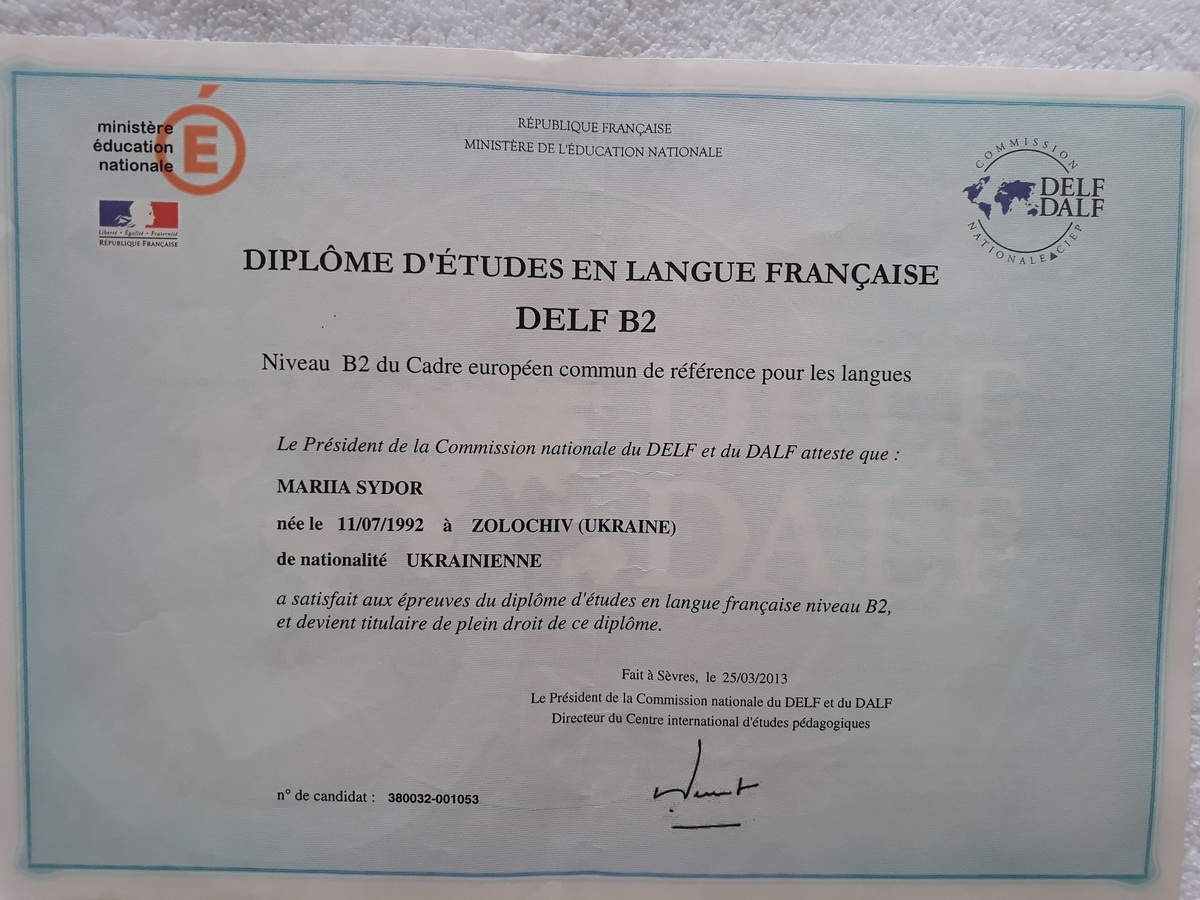 ministère
éducation
nationale
É
Liberté • Égalité • Fraternité
RÉPUBLIQUE FRANÇAISE
RÉPUBLIQUE FRANÇAISE
MINISTÈRE DE L'ÉDUCATION NATIONALE
COMMISSION
DELF
DALF
NATIONALE CIEP
DIPLÔME D'ÉTUDES EN LANGUE FRANÇAISE
DELF B2
Niveau B2 du Cadre européen commun de référence pour les langues
Le Président de la Commission nationale du DELF et du DALF atteste que :
MARIIA SYDOR
née le 11/07/1992 à ZOLOCHIV (UKRAINE)
de nationalité UKRAINIENNE
a satisfait aux épreuves du diplôme d'études en langue française niveau B2,
et devient titulaire de plein droit de ce diplôme.
Fait à Sèvres, le 25/03/2013
Le Président de la Commission nationale du DELF et du DALF
Directeur du Centre international d'études pédagogiques
n° de candidat : 380032-001053
DELF
DALF